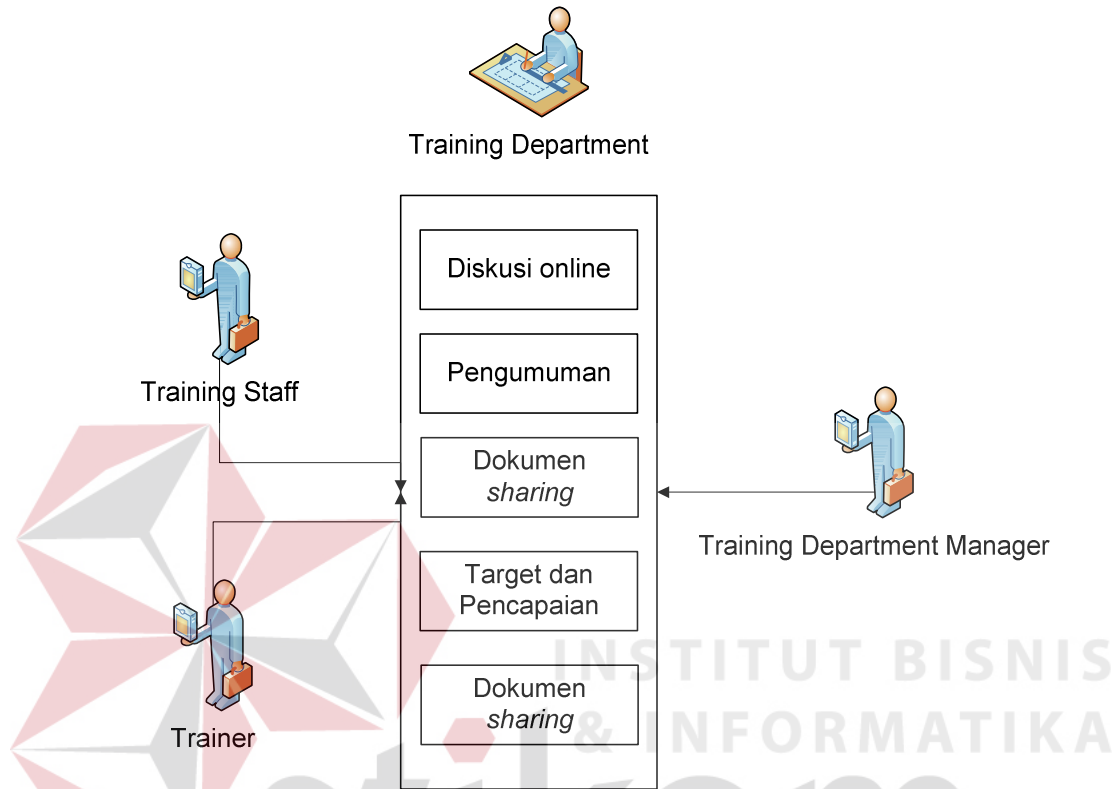 Training Department
Diskusi online
Training Staff
Pengumuman
Dokumen
sharing
Training Department Manager
Target dan
Pencapaian
Trainer
Dokumen
sharing
INSTITUT BISNIS
& INFORMATIKA